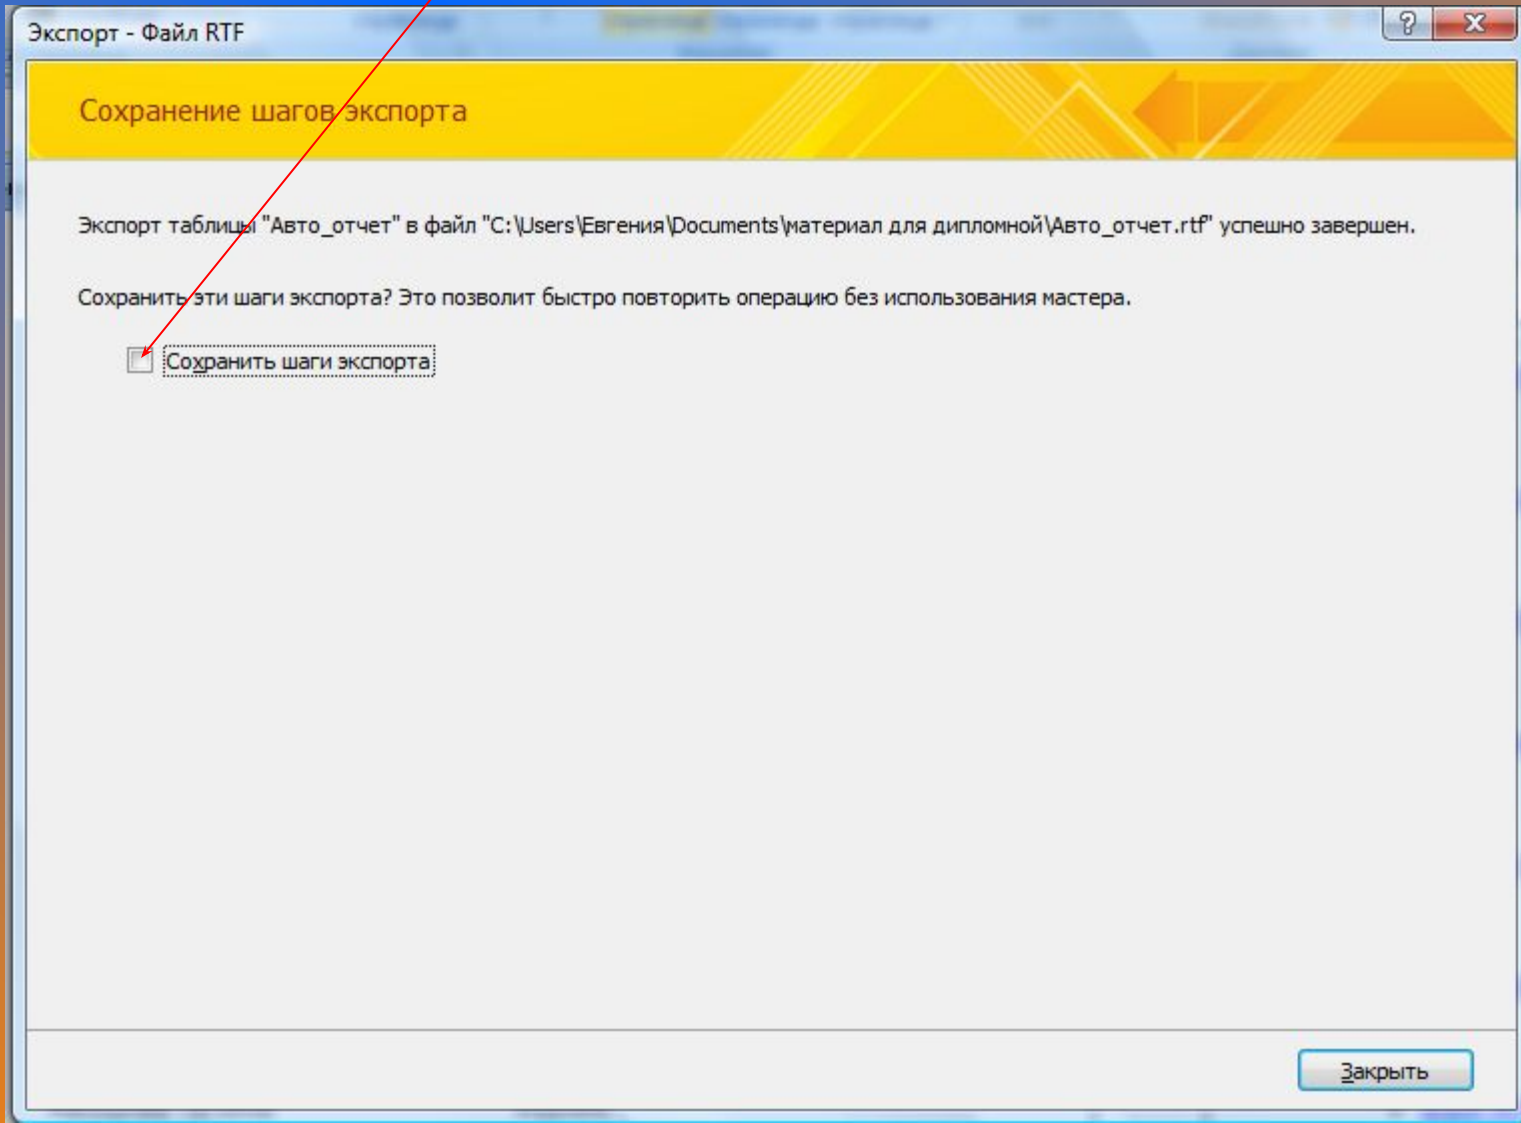 Экспорт - Файл RTF
Сохранение шагов экспорта
Экспорт таблицы "Авто_отчет" в файл "C:\Users\Евгения\Documents\материал для дипломной\Авто_отчет.rtf" успешно завершен.
Сохранить эти шаги экспорта? Это позволит быстро повторить операцию без использования мастера.
Сохранить шаги экспорта
Закрыть